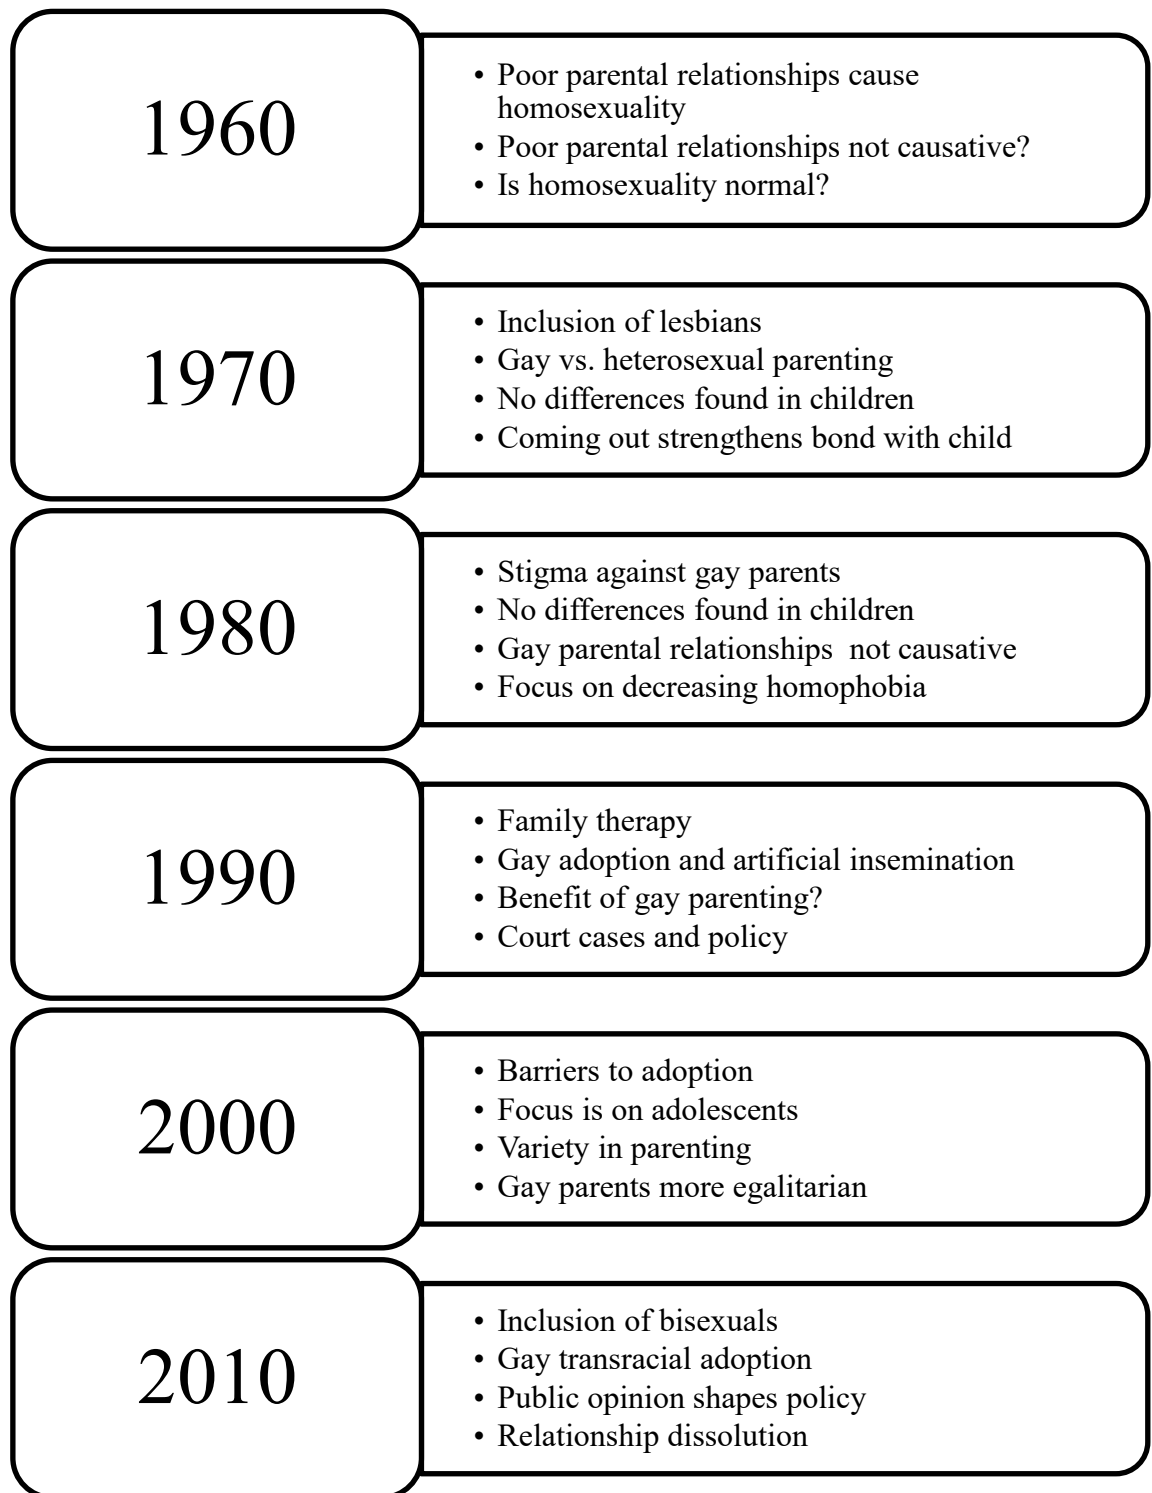 1960
• Poor parental relationships cause
homosexuality
• Poor parental relationships not causative?
• Is homosexuality normal?
1970
• Inclusion of lesbians
• Gay vs. heterosexual parenting
• No differences found in children
• Coming out strengthens bond with child
1980
• Stigma against gay parents
• No differences found in children
• Gay parental relationships  not causative
• Focus on decreasing homophobia
1990
• Family therapy
• Gay adoption and artificial insemination
• Benefit of gay parenting?
• Court cases and policy
2000
• Barriers to adoption
• Focus is on adolescents
• Variety in parenting
• Gay parents more egalitarian
2010
• Inclusion of bisexuals
• Gay transracial adoption
• Public opinion shapes policy
• Relationship dissolution